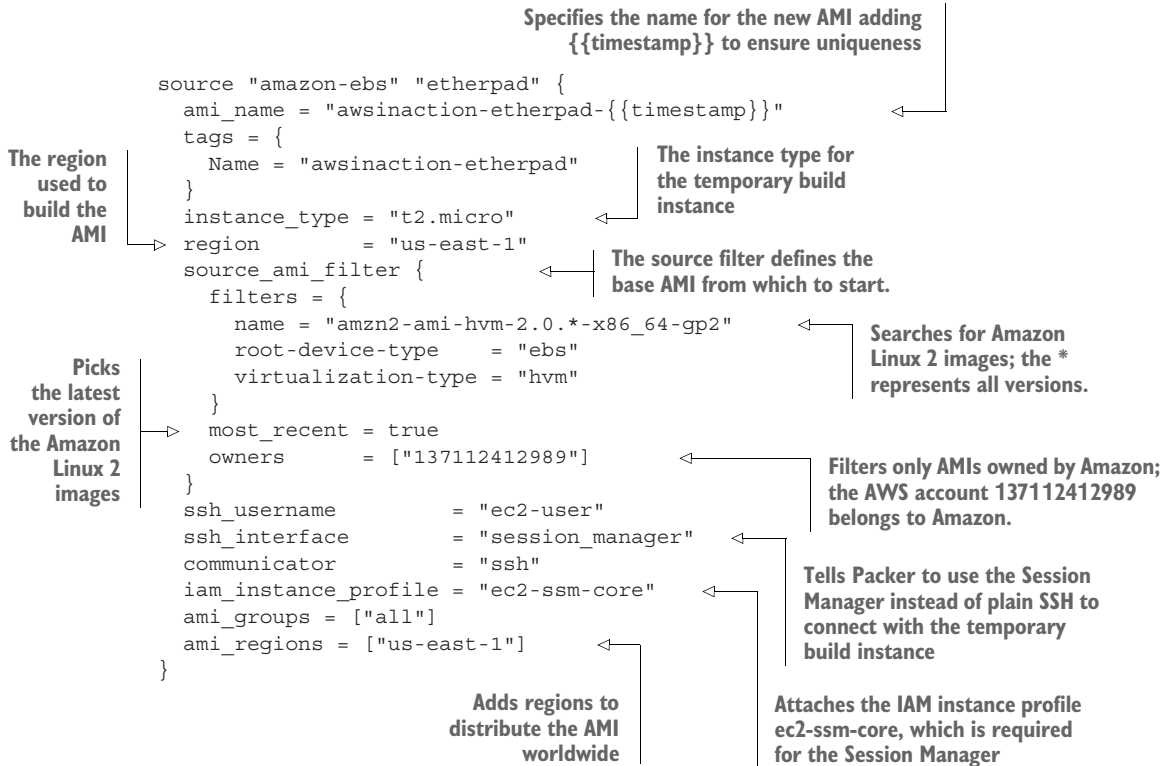 Specifies the name for the new AMI adding
{{timestamp}} to ensure uniqueness
source "amazon-ebs" "etherpad" {
  ami_name = "awsinaction-etherpad-{{timestamp}}"
  tags = {
    Name = "awsinaction-etherpad"
  }
  instance_type = "t2.micro"
  region        = "us-east-1"
  source_ami_filter {
    filters = {
      name = "amzn2-ami-hvm-2.0.*-x86_64-gp2"
      root-device-type    = "ebs"
      virtualization-type = "hvm"
    }
    most_recent = true
    owners      = ["137112412989"]
  }
  ssh_username         = "ec2-user"
  ssh_interface        = "session_manager"
  communicator         = "ssh"
  iam_instance_profile = "ec2-ssm-core"
  ami_groups = ["all"]
  ami_regions = ["us-east-1"]
}
The region
used to
build the
AMI
The instance type for
the temporary build
instance
The source filter defines the
base AMI from which to start.
Searches for Amazon
Linux 2 images; the *
represents all versions.
Picks
the latest
version of
the Amazon
Linux 2
images
Filters only AMIs owned by Amazon;
the AWS account 137112412989
belongs to Amazon.
Tells Packer to use the Session
Manager instead of plain SSH to
connect with the temporary
build instance
Adds regions to
distribute the AMI
worldwide
Attaches the IAM instance profile
ec2-ssm-core, which is required
for the Session Manager